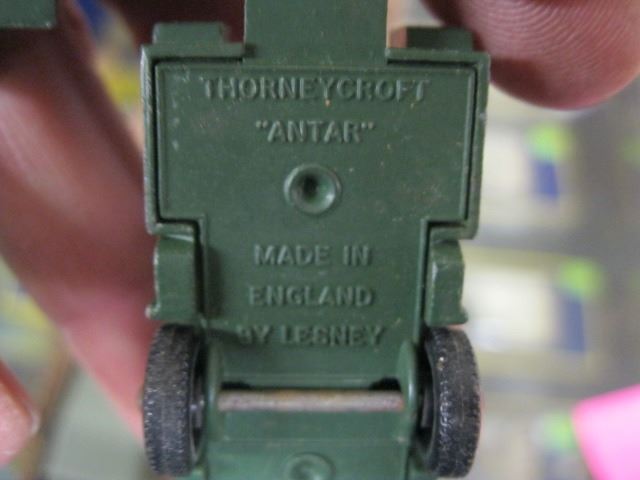 THORNEYCROFT
"ANTAR"
MADE IN
ENGLAND
BY LESNEY